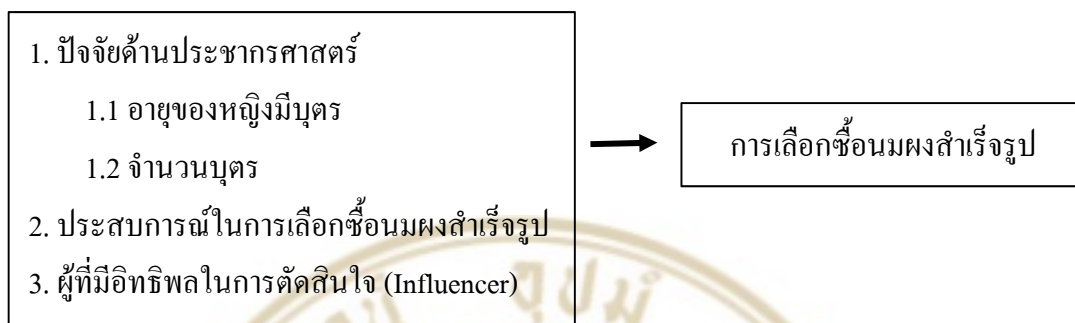 1. ปัจจัยด้านประชากรศาสตร์
1.1 อายุของหญิงมีบุตร
1.2 จำนวนบุตร
2. ประสบการณ์ในการเลือกซื้อนมผงสำเร็จรูป
3. ผู้ที่มีอิทธิพลในการตัดสินใจ (Influencer)
การเลือกซื้อนมผงสำเร็จรูป